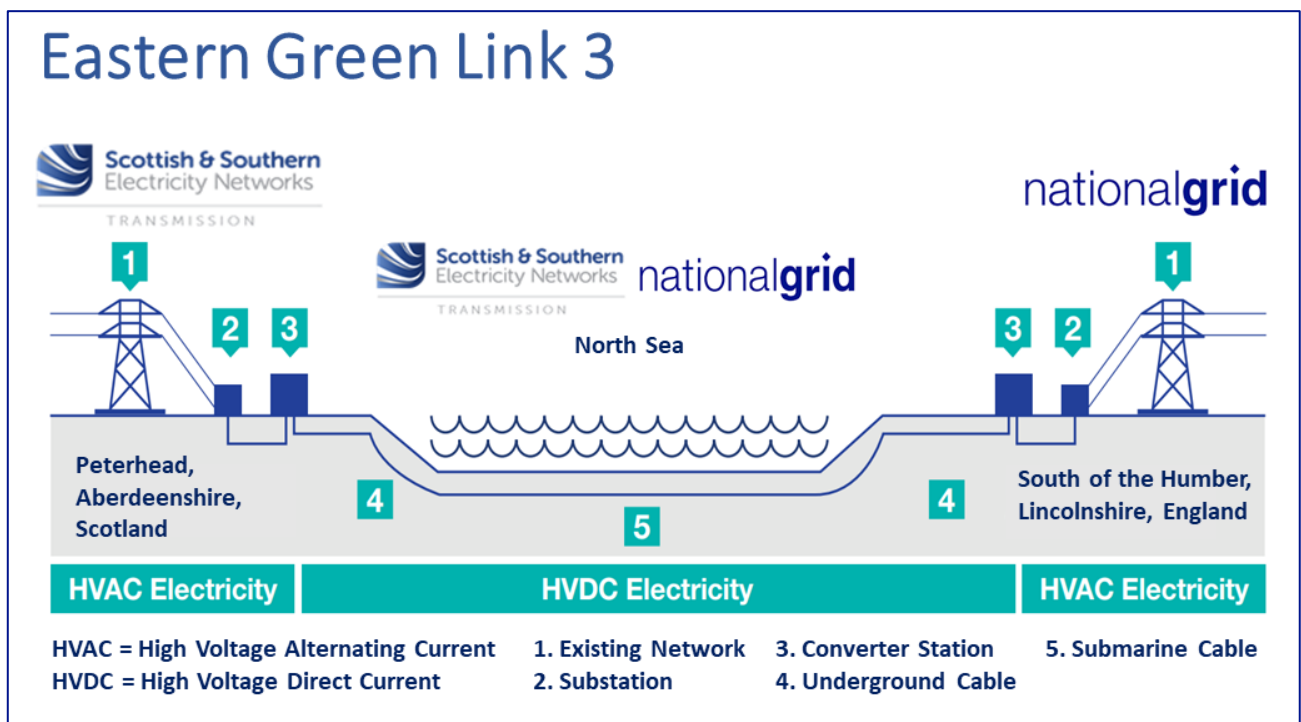 Eastern Green Link 3
Scottish & Southern
Electricity Networks
TRANSMISSION
nationalgrid
1
1
Scottish & Southern
Electricity Networks
TRANSMISSION
nationalgrid
2
3
North Sea
3
2
Peterhead,
Aberdeenshire,
Scotland
4
5
4
South of the Humber,
Lincolnshire, England
HVAC Electricity
HVDC Electricity
HVAC Electricity
HVAC = High Voltage Alternating Current
HVDC = High Voltage Direct Current
1. Existing Network
2. Substation
3. Converter Station
4. Underground Cable
5. Submarine Cable